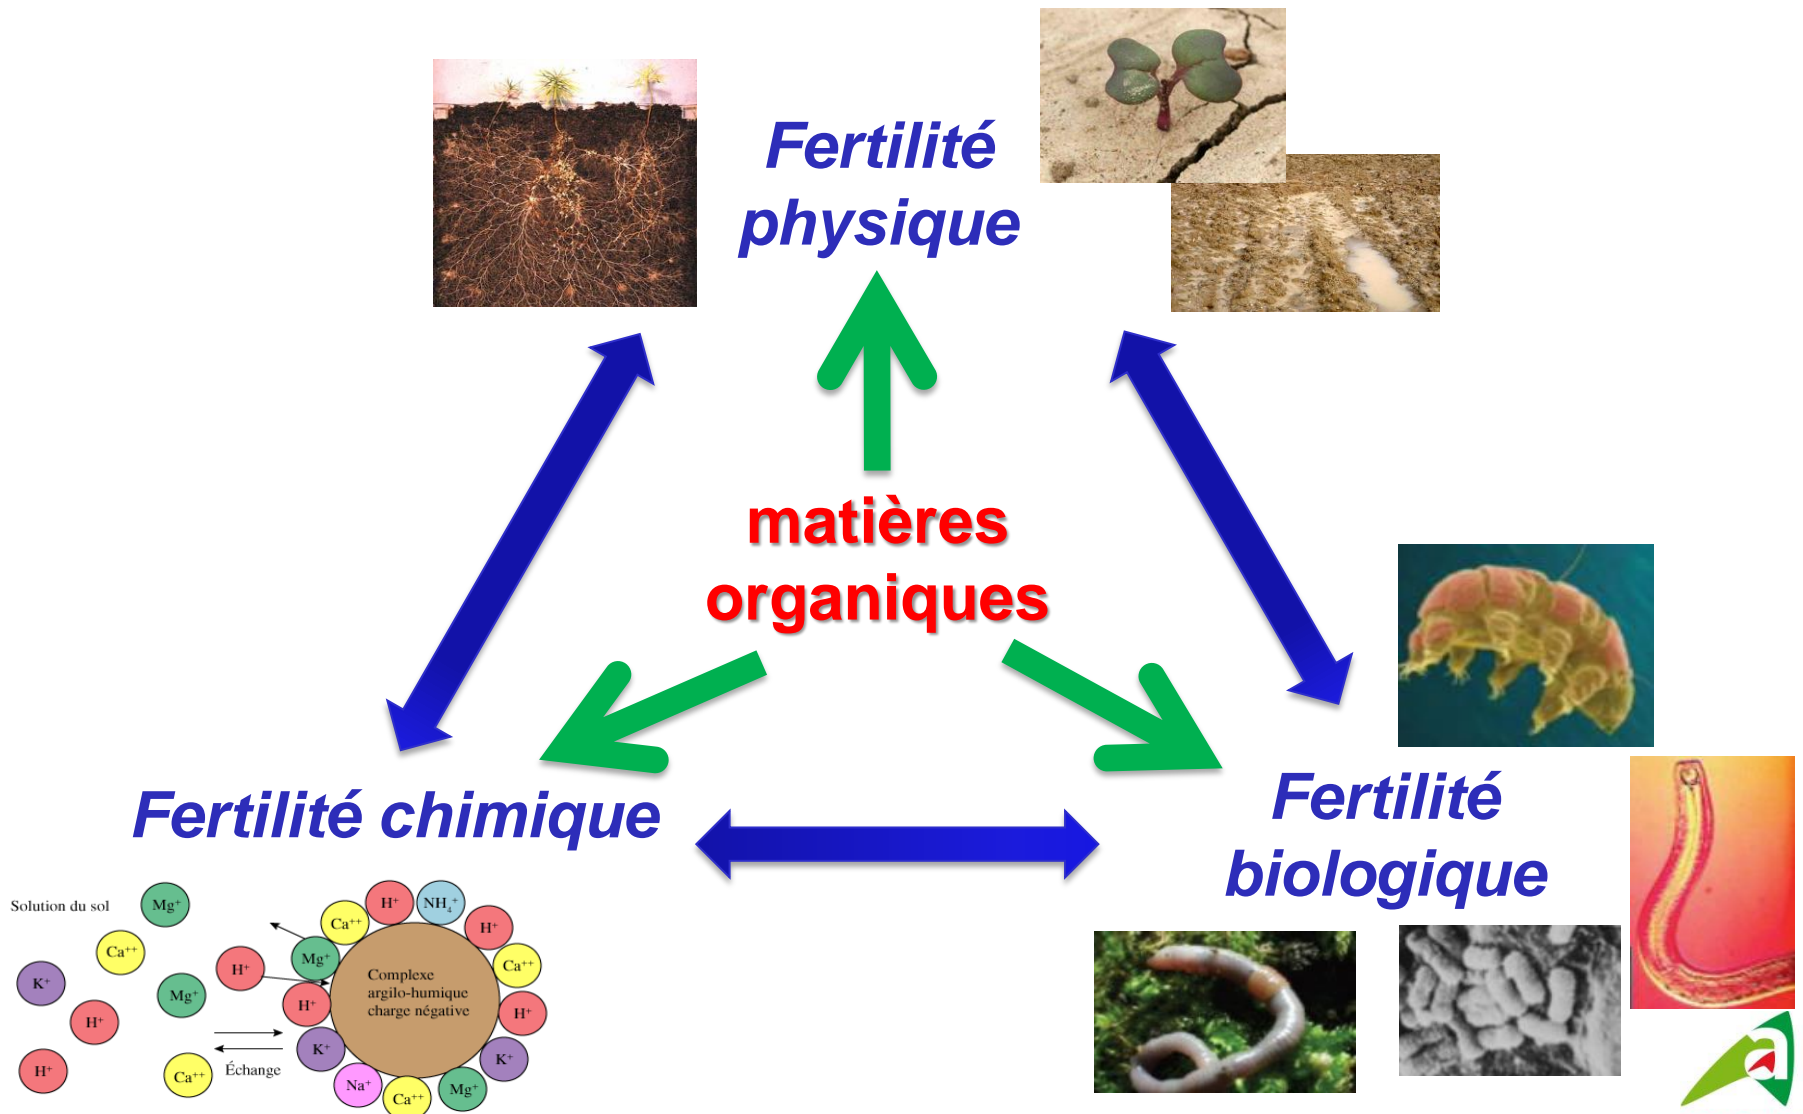 Fertilité
physique
matières
organiques
Fertilité chimique
Fertilité
biologique
Solution du sol
Mg⁺
Ca⁺⁺
K⁺
H⁺
Mg⁺
H⁺
H⁺
Ca⁺⁺
Échange
Ca⁺⁺
H⁺
NH₄⁺
H⁺
Mg⁺
Ca⁺⁺
H⁺
H⁺
K⁺
K⁺
Na⁺
Ca⁺⁺
Mg⁺
Complexe
argilo-humique
charge négative
a